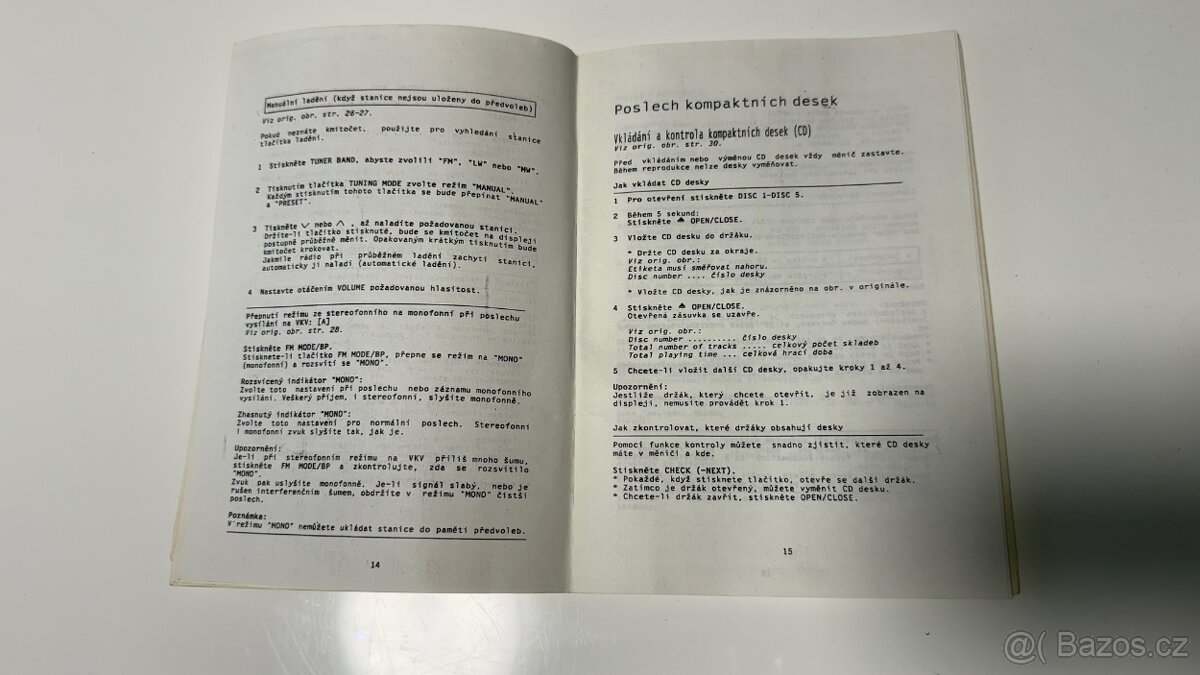 Manuální ladění (když stanice nejsou uloženy do předvoleb)
Viz orig. obr. str. 26-27.
Pokud neznáte kmitočet, použijte pro vyhledání stanice
tlačítka ladění.
1 Stiskněte TUNER BAND, abyste zvolili "FM", "LW" nebo "MW".
2 Tisknutím tlačítka TUNING MODE zvolte režim "MANUAL".
Každým stisknutím tohoto tlačítka se bude přepínat "MANUAL"
a "PRESET".
3 Tiskněte ∨ nebo ∧, až naladíte požadovanou stanici.
Držíte-li tlačítko stisknuté, bude se kmitočet na displeji
postupně průběžně měnit. Opakovaným krátkým tisknutím bude
kmitočet krokovat.
Jakmile rádio při průběžném ladění zachytí stanici,
automaticky ji naladí (automatické ladění).
4 Nastavte otáčením VOLUME požadovanou hlasitost.
Přepnutí režimu ze stereofonního na monofonní při poslechu
vysílání na VKV: [A]
Viz orig. obr. str. 28.
Stiskněte FM MODE/BP.
Stisknete-li tlačítko FM MODE/BP, přepne se režim na "MONO"
(monofonní) a rozsvítí se "MONO".
Rozsvícený indikátor "MONO":
Zvolte toto nastavení při poslechu nebo záznamu monofonního
vysílání. Veškerý příjem, i stereofonní, slyšíte monofonně.
Zhasnutý indikátor "MONO":
Zvolte toto nastavení pro normální poslech. Stereofonní
i monofonní zvuk slyšíte tak, jak je.
Upozornění:
Je-li při stereofonním režimu na VKV příliš mnoho šumu,
stiskněte FM MODE/BP a zkontrolujte, zda se rozsvítilo
"MONO".
Zvuk pak uslyšíte monofonně. Je-li signál slabý, nebo je
rušen interferenčním šumem, obdržíte v režimu "MONO" čistší
poslech.
Poznámka:
V režimu "MONO" nemůžete ukládat stanice do paměti předvoleb.
14
Poslech kompaktních desek
Vkládání a kontrola kompaktních desek (CD)
Viz orig. obr. str. 30.
Před vkládáním nebo výměnou CD desek vždy měnič zastavte.
Během reprodukce nelze desky vyměňovat.
Jak vkládat CD desky
1 Pro otevření stiskněte DISC 1-DISC 5.
2 Během 5 sekund:
Stiskněte ⏏ OPEN/CLOSE.
3 Vložte CD desku do držáku.
* Držte CD desku za okraje.
Viz orig. obr.:
Etiketa musí směřovat nahoru.
Disc number .... číslo desky
* Vložte CD desky, jak je znázorněno na obr. v originále.
4 Stiskněte ⏏ OPEN/CLOSE.
Otevřená zásuvka se uzavře.
Viz orig. obr.:
Disc number .......... číslo desky
Total number of tracks ..... celkový počet skladeb
Total playing time ... celková hrací doba
5 Chcete-li vložit další CD desky, opakujte kroky 1 až 4.
Upozornění:
Jestliže držák, který chcete otevřít, je již zobrazen na
displeji, nemusíte provádět krok 1.
Jak zkontrolovat, které držáky obsahují desky
Pomocí funkce kontroly můžete snadno zjistit, které CD desky
máte v měniči a kde.
Stiskněte CHECK (-NEXT).
* Pokaždé, když stisknete tlačítko, otevře se další držák.
* Zatímco je držák otevřený, můžete vyměnit CD desku.
* Chcete-li držák zavřít, stiskněte OPEN/CLOSE.
15
Bazos.cz